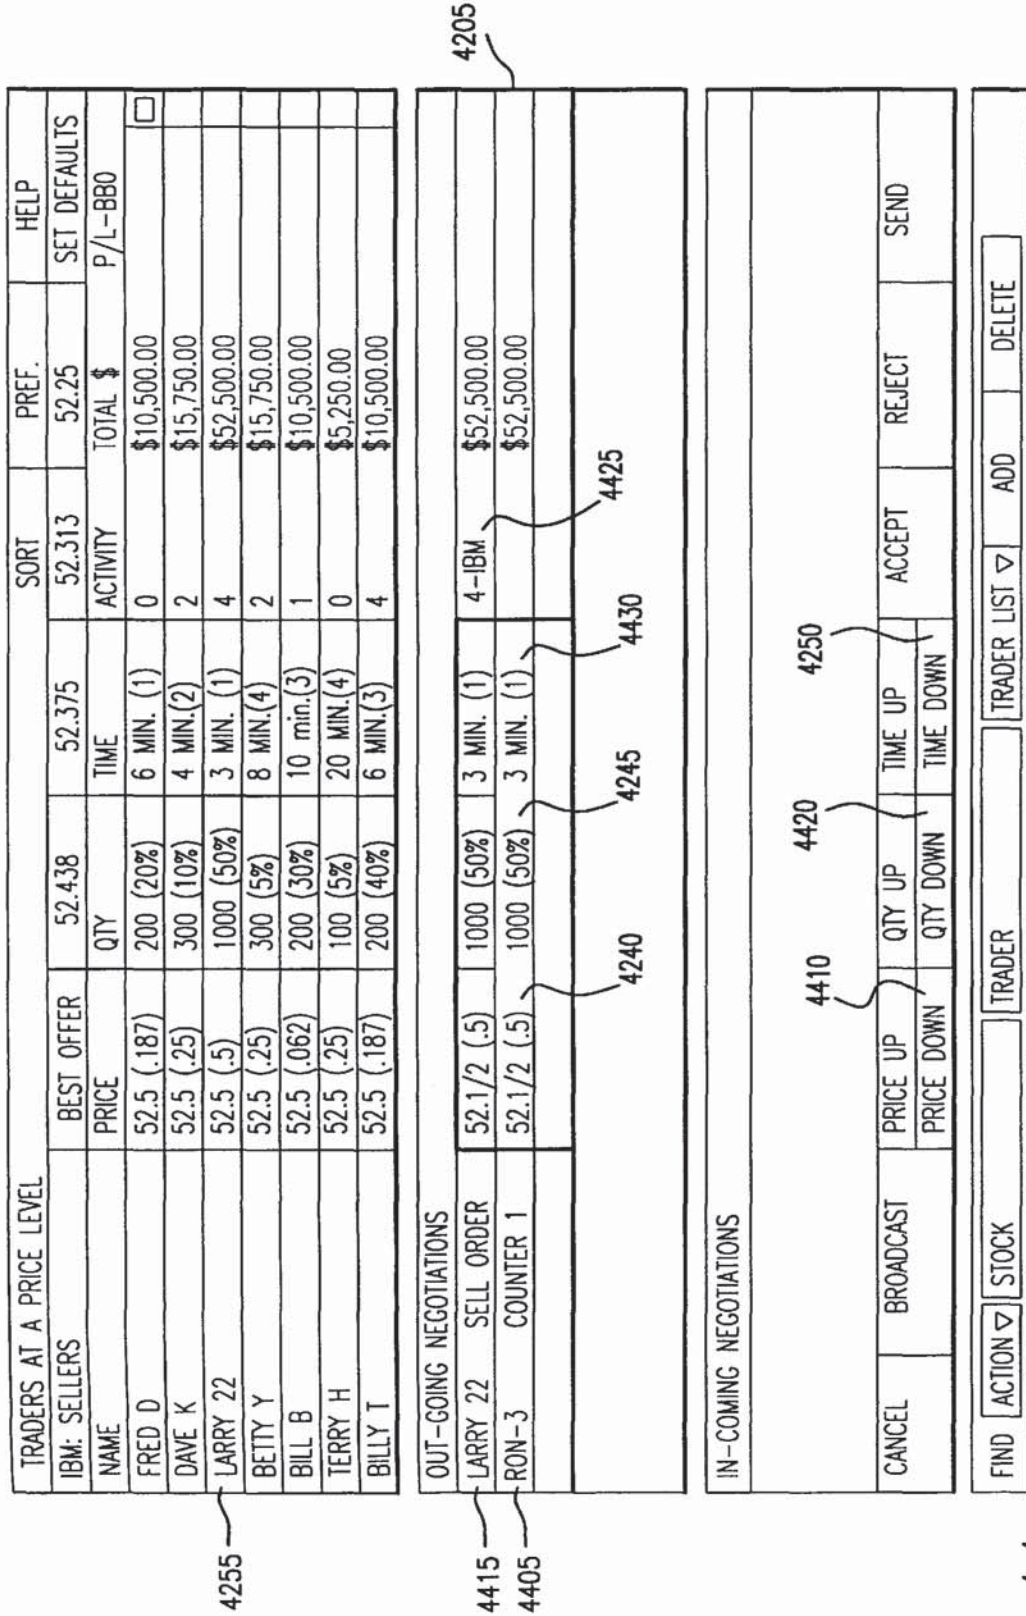 TRADERS AT A PRICE LEVEL SORT PREF. HELP
IBM: SELLERS BEST OFFER 52.438 52.375 52.313 52.25 SET DEFAULTS
NAME PRICE QTY TIME ACTIVITY TOTAL $ P/L-BBO
FRED D 52.5 (.187) 200 (20%) 6 MIN. (1) 0 $10,500.00
DAVE K 52.5 (.25) 300 (10%) 4 MIN.(2) 2 $15,750.00
LARRY 22 52.5 (.5) 1000 (50%) 3 MIN. (1) 4 $52,500.00
BETTY Y 52.5 (.25) 300 (5%) 8 MIN.(4) 2 $15,750.00
BILL B 52.5 (.062) 200 (30%) 10 min.(3) 1 $10,500.00
TERRY H 52.5 (.25) 100 (5%) 20 MIN.(4) 0 $5,250.00
BILLY T 52.5 (.187) 200 (40%) 6 MIN.(3) 4 $10,500.00
4255
4205
OUT-GOING NEGOTIATIONS
4415 LARRY 22 SELL ORDER 52.1/2 (.5) 1000 (50%) 3 MIN. (1) 4-IBM $52,500.00
4405 RON-3 COUNTER 1 52.1/2 (.5) 1000 (50%) 3 MIN. (1) $52,500.00
4240 4245 4430 4425
IN-COMING NEGOTIATIONS
4410 4420 4250
CANCEL BROADCAST PRICE UP QTY UP TIME UP ACCEPT REJECT SEND
PRICE DOWN QTY DOWN TIME DOWN
FIND ACTION STOCK TRADER TRADER LIST ADD DELETE